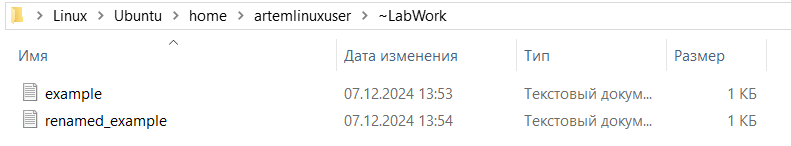 Linux > Ubuntu > home > artemlinuxuser > ~LabWork
Имя Дата изменения Тип Размер
example 07.12.2024 13:53 Текстовый докум... 1 КБ
renamed_example 07.12.2024 13:54 Текстовый докум... 1 КБ